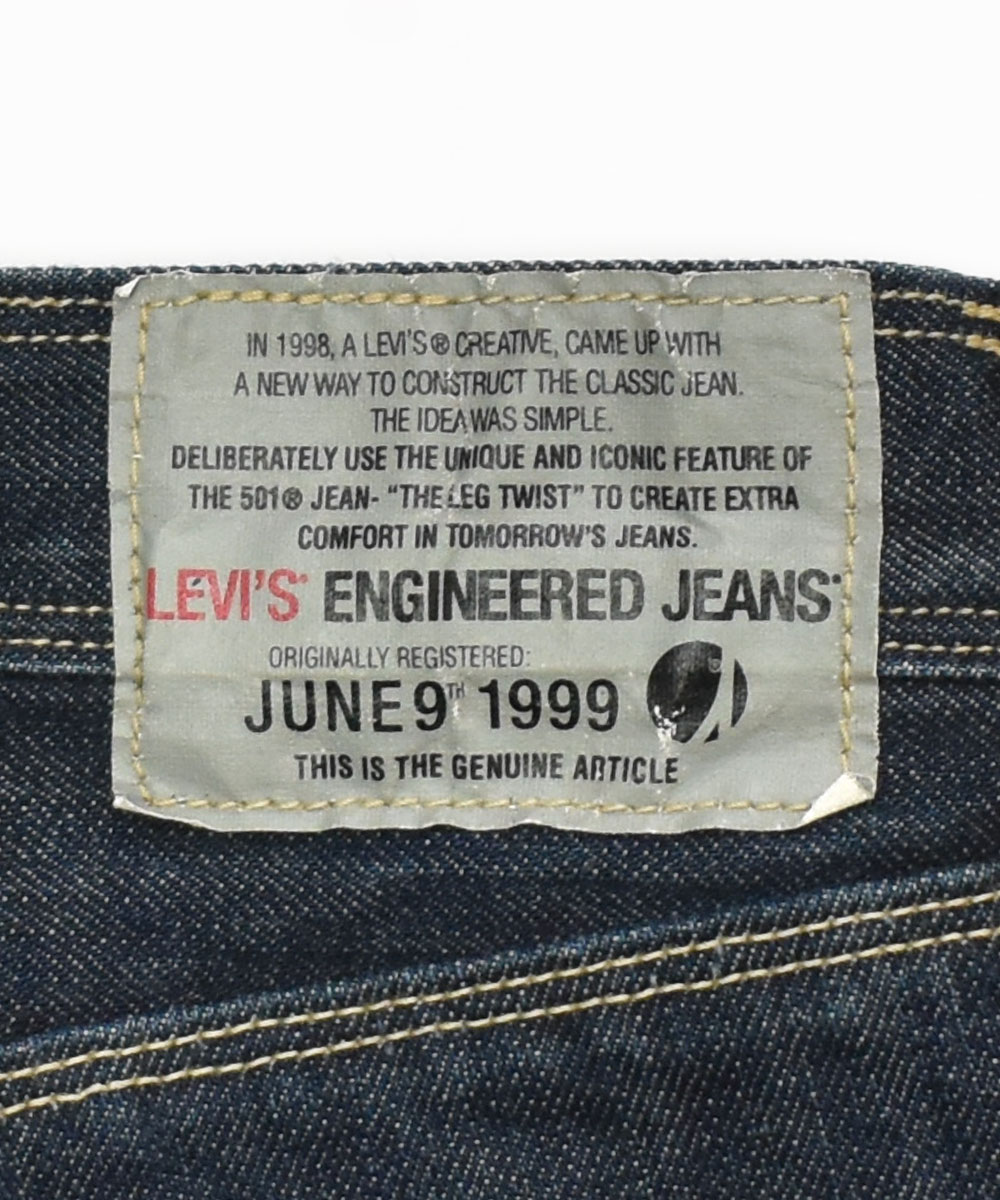 IN 1998, A LEVI'S® CREATIVE, CAME UP WITH
A NEW WAY TO CONSTRUCT THE CLASSIC JEAN.
THE IDEA WAS SIMPLE.
DELIBERATELY USE THE UNIQUE AND ICONIC FEATURE OF
THE 501® JEAN- "THE LEG TWIST" TO CREATE EXTRA
COMFORT IN TOMORROW'S JEANS.
LEVI'S® ENGINEERED JEANS®
ORIGINALLY REGISTERED:
JUNE 9TH 1999
THIS IS THE GENUINE ARTICLE